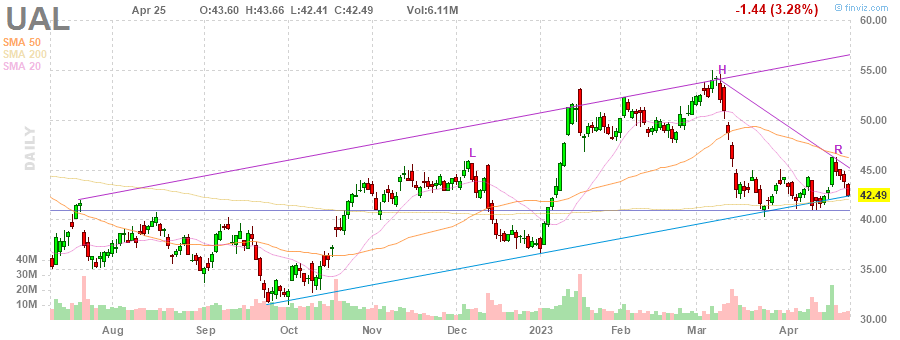 UAL Apr 25 O:43.60 H:43.66 L:42.41 C:42.49 Vol:6.11M -1.44 (3.28%) © finviz.com
SMA 50
SMA 200
SMA 20
DAILY
60.00
55.00
50.00
45.00
42.49
40.00
35.00
30.00
40M
30M
20M
10M
L
H
R
Aug Sep Oct Nov Dec 2023 Feb Mar Apr